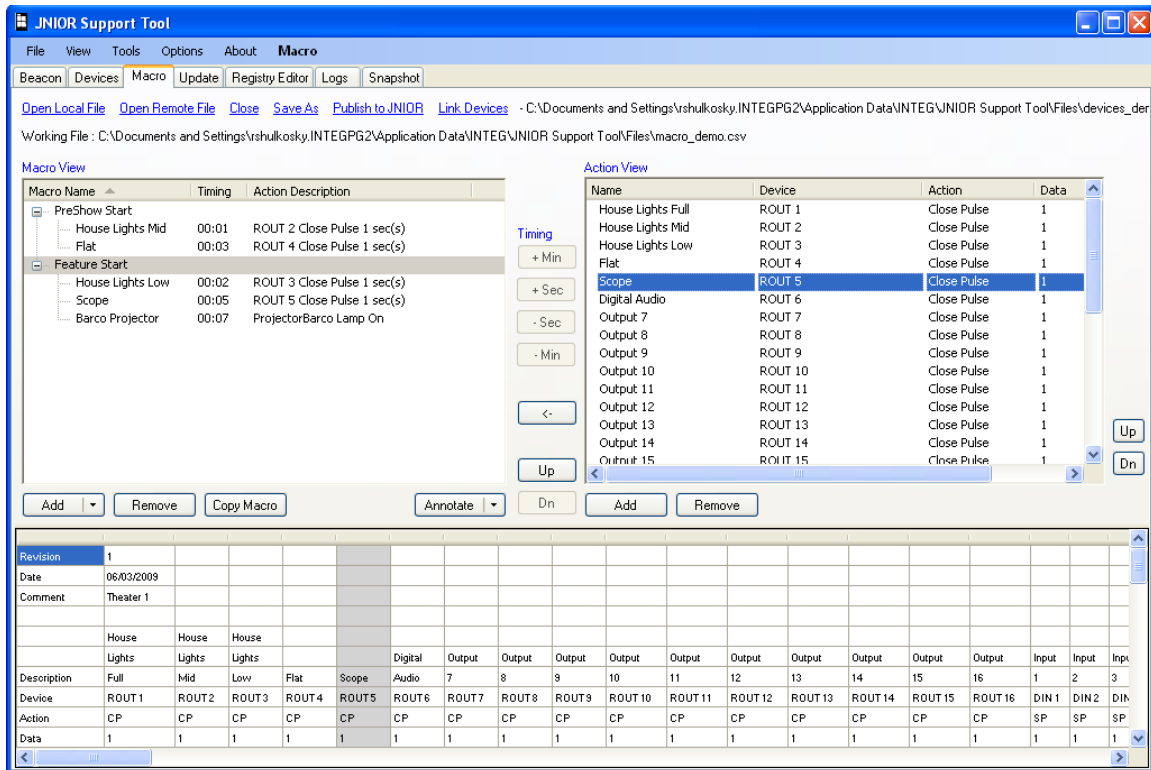 JNIOR Support Tool
File View Tools Options About Macro
Beacon Devices Macro Update Registry Editor Logs Snapshot
Open Local File Open Remote File Close Save As Publish to JNIOR Link Devices - C:\Documents and Settings\rshulkosky.INTEGPG2\Application Data\INTEG\JNIOR Support Tool\Files\devices_der
Working File : C:\Documents and Settings\rshulkosky.INTEGPG2\Application Data\INTEG\JNIOR Support Tool\Files\macro_demo.csv
Macro View
Macro Name Timing Action Description
PreShow Start
House Lights Mid 00:01 ROUT 2 Close Pulse 1 sec(s)
Flat 00:03 ROUT 4 Close Pulse 1 sec(s)
Feature Start
House Lights Low 00:02 ROUT 3 Close Pulse 1 sec(s)
Scope 00:05 ROUT 5 Close Pulse 1 sec(s)
Barco Projector 00:07 ProjectorBarco Lamp On
Timing
+ Min
+ Sec
- Sec
- Min
<-
Up
Dn
Action View
Name Device Action Data
House Lights Full ROUT 1 Close Pulse 1
House Lights Mid ROUT 2 Close Pulse 1
House Lights Low ROUT 3 Close Pulse 1
Flat ROUT 4 Close Pulse 1
Scope ROUT 5 Close Pulse 1
Digital Audio ROUT 6 Close Pulse 1
Output 7 ROUT 7 Close Pulse 1
Output 8 ROUT 8 Close Pulse 1
Output 9 ROUT 9 Close Pulse 1
Output 10 ROUT 10 Close Pulse 1
Output 11 ROUT 11 Close Pulse 1
Output 12 ROUT 12 Close Pulse 1
Output 13 ROUT 13 Close Pulse 1
Output 14 ROUT 14 Close Pulse 1
Output 15 ROUT 15 Close Pulse 1
Up
Dn
Add Remove Copy Macro Annotate
Add Remove
Revision 1
Date 06/03/2009
Comment Theater 1
House House House
Lights Lights Lights Digital Output Output Output Output Output Output Output Output Output Output Input Input Inpu
Description Full Mid Low Flat Scope Audio 7 8 9 10 11 12 13 14 15 16 1 2 3
Device ROUT1 ROUT2 ROUT3 ROUT4 ROUT5 ROUT6 ROUT7 ROUT8 ROUT9 ROUT10 ROUT11 ROUT12 ROUT13 ROUT14 ROUT15 ROUT16 DIN1 DIN2 DIN
Action CP CP CP CP CP CP CP CP CP CP CP CP CP CP CP CP SP SP SP
Data 1 1 1 1 1 1 1 1 1 1 1 1 1 1 1 1 1 1 1